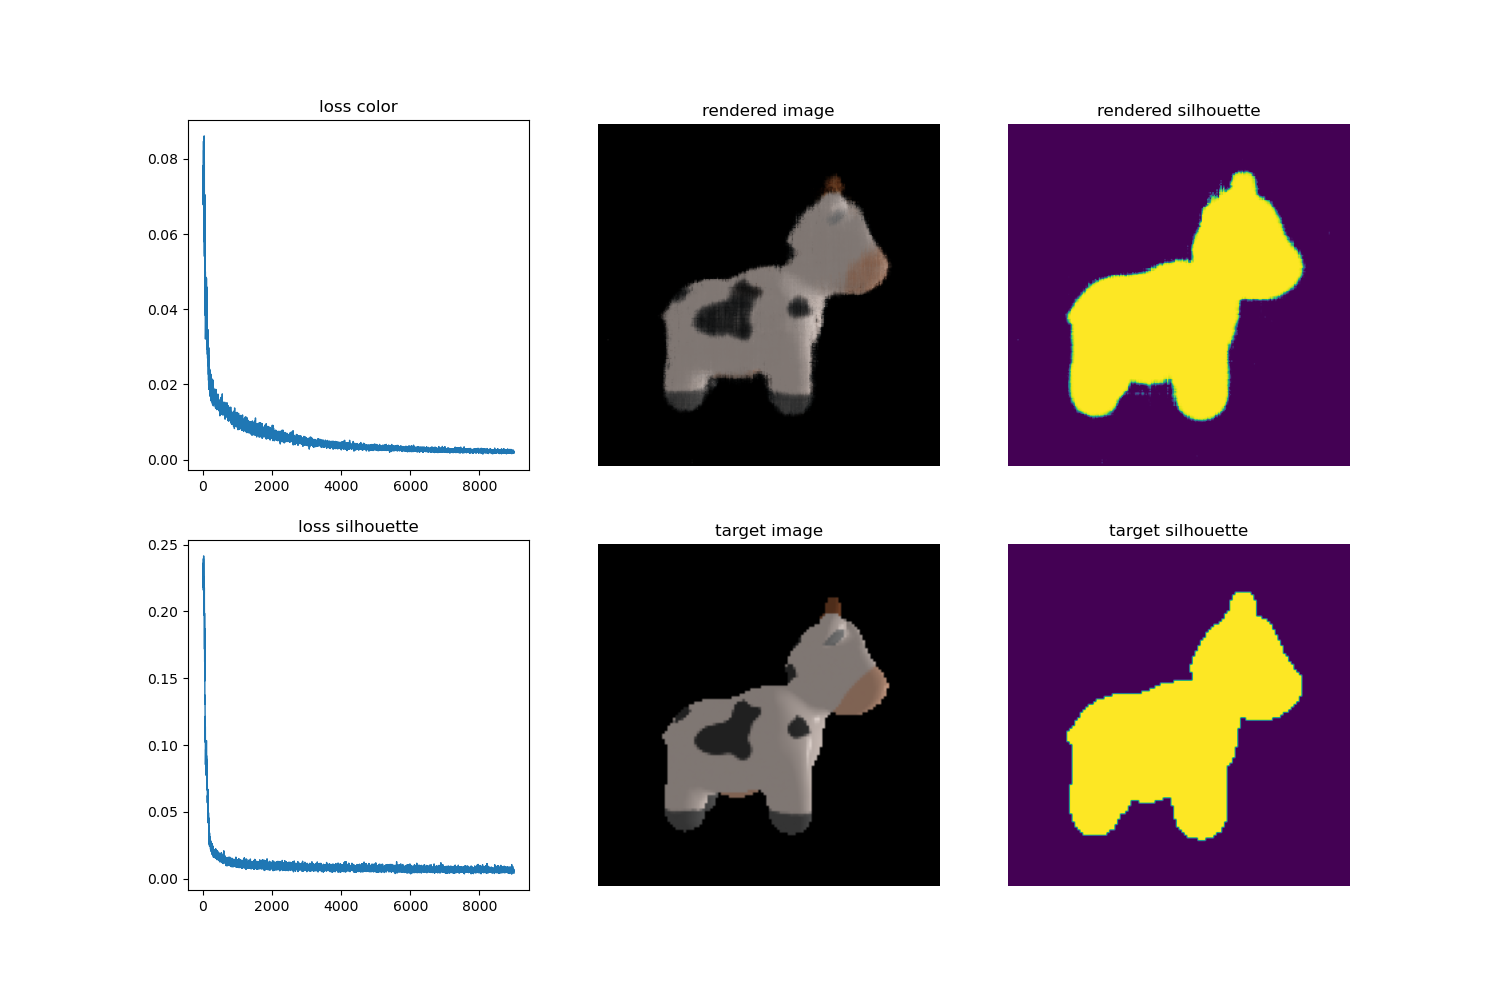 loss color
0.08
0.06
0.04
0.02
0.00
0 2000 4000 6000 8000
rendered image
rendered silhouette
loss silhouette
0.25
0.20
0.15
0.10
0.05
0.00
0 2000 4000 6000 8000
target image
target silhouette